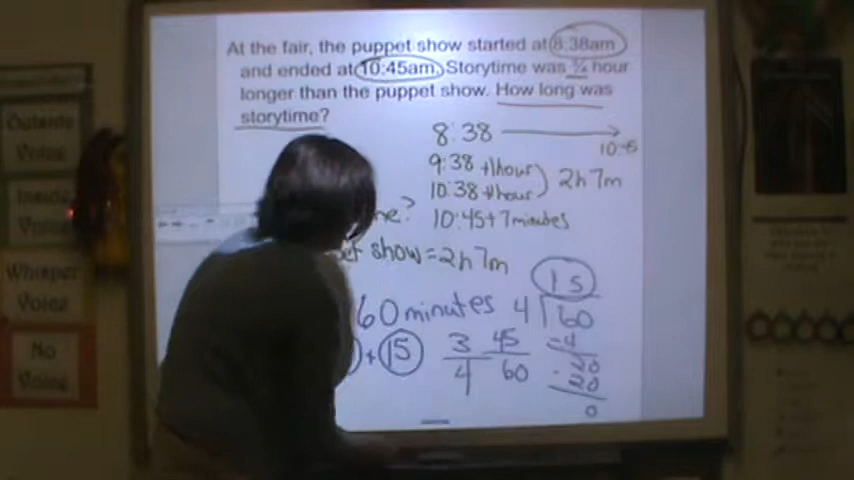 At the fair, the puppet show started at 8:38am
and ended at 10:45am. Storytime was ¾ hour
longer than the puppet show. How long was
storytime?
8:38
10:45
9:38 +1hour
10:38 +1hour
2h 7m
10:45 +7minutes
me?
pet show = 2h 7m
60 minutes
+ 15
3 45
4 60
15
4 60
- 4
20
- 20
0
Outside
Voice
Inside
Voice
Whisper
Voice
No
Voice